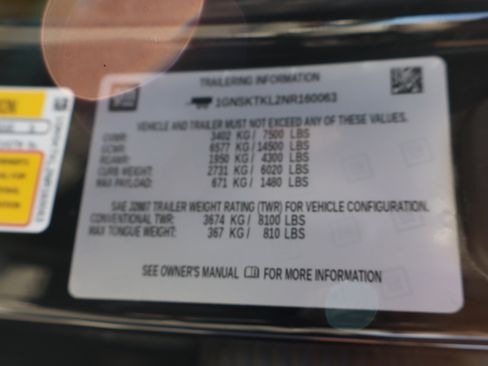 TRAILERING INFORMATION
1GNSKTKL2NR160063
VEHICLE AND TRAILER MUST NOT EXCEED ANY OF THESE VALUES.
GVWR: 3402 KG / 7500 LBS
GCWR: 6577 KG / 14500 LBS
RGAWR: 1950 KG / 4300 LBS
CURB WEIGHT: 2731 KG / 6020 LBS
MAX PAYLOAD: 671 KG / 1480 LBS
SAE J2807 TRAILER WEIGHT RATING (TWR) FOR VEHICLE CONFIGURATION.
CONVENTIONAL TWR: 3674 KG / 8100 LBS
MAX TONGUE WEIGHT: 367 KG / 810 LBS
SEE OWNER'S MANUAL FOR MORE INFORMATION